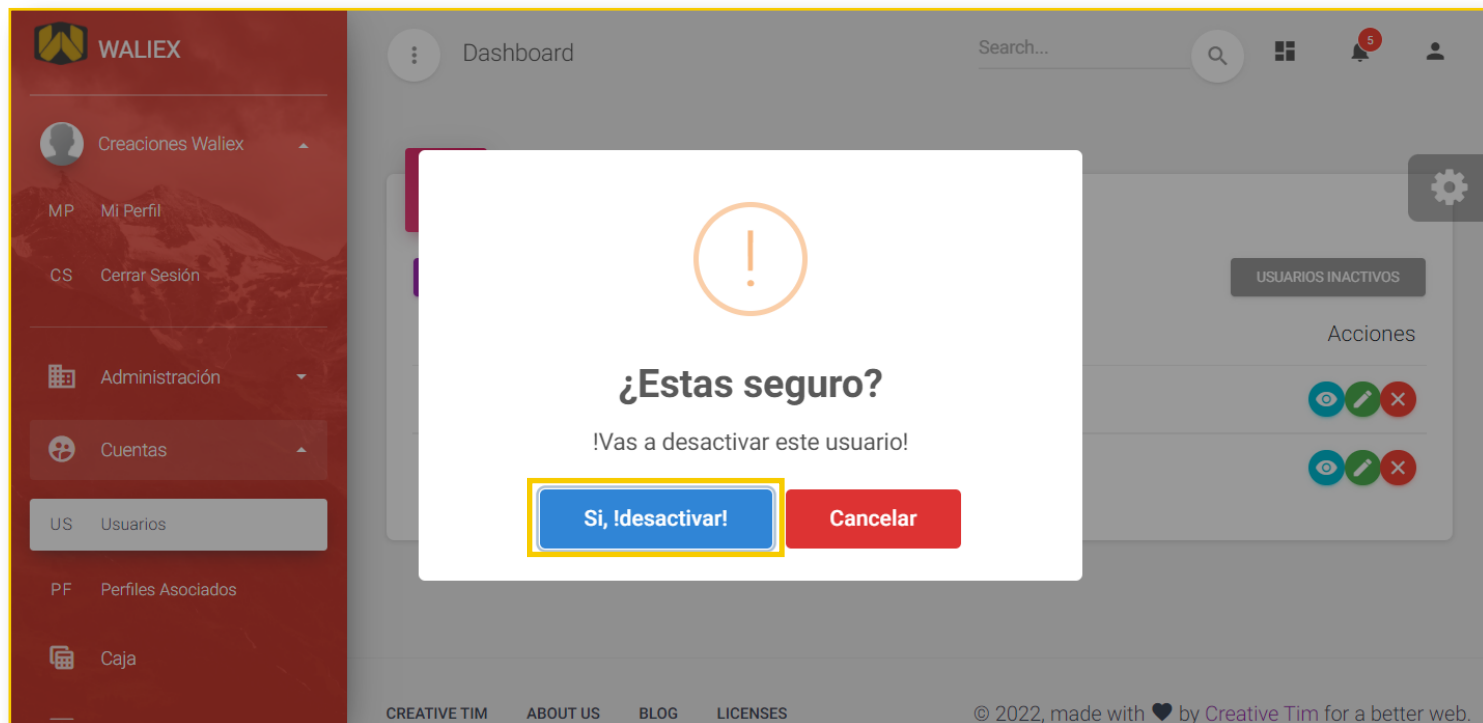 WALIEX
Creaciones Waliex
MP Mi Perfil
CS Cerrar Sesión
Administración
Cuentas
US Usuarios
PF Perfiles Asociados
Caja
Dashboard
Search...
5
USUARIOS INACTIVOS
Acciones
¿Estas seguro?
!Vas a desactivar este usuario!
Si, !desactivar!
Cancelar
CREATIVE TIM ABOUT US BLOG LICENSES
© 2022, made with ♥ by Creative Tim for a better web.